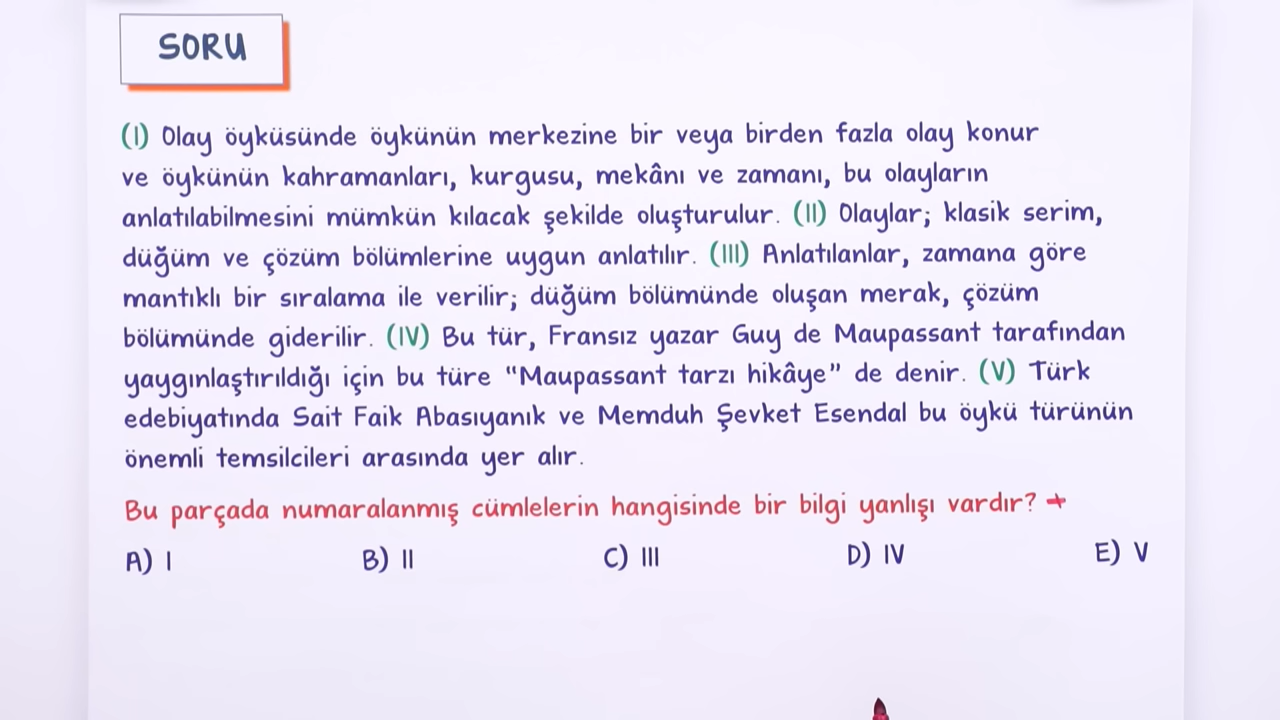 SORU
(I) Olay öyküsünde öykünün merkezine bir veya birden fazla olay konur
ve öykünün kahramanları, kurgusu, mekânı ve zamanı, bu olayların
anlatılabilmesini mümkün kılacak şekilde oluşturulur. (II) Olaylar; klasik serim,
düğüm ve çözüm bölümlerine uygun anlatılır. (III) Anlatılanlar, zamana göre
mantıklı bir sıralama ile verilir; düğüm bölümünde oluşan merak, çözüm
bölümünde giderilir. (IV) Bu tür, Fransız yazar Guy de Maupassant tarafından
yaygınlaştırıldığı için bu türe “Maupassant tarzı hikâye” de denir. (V) Türk
edebiyatında Sait Faik Abasıyanık ve Memduh Şevket Esendal bu öykü türünün
önemli temsilcileri arasında yer alır.
Bu parçada numaralanmış cümlelerin hangisinde bir bilgi yanlışı vardır?
A) I B) II C) III D) IV E) V